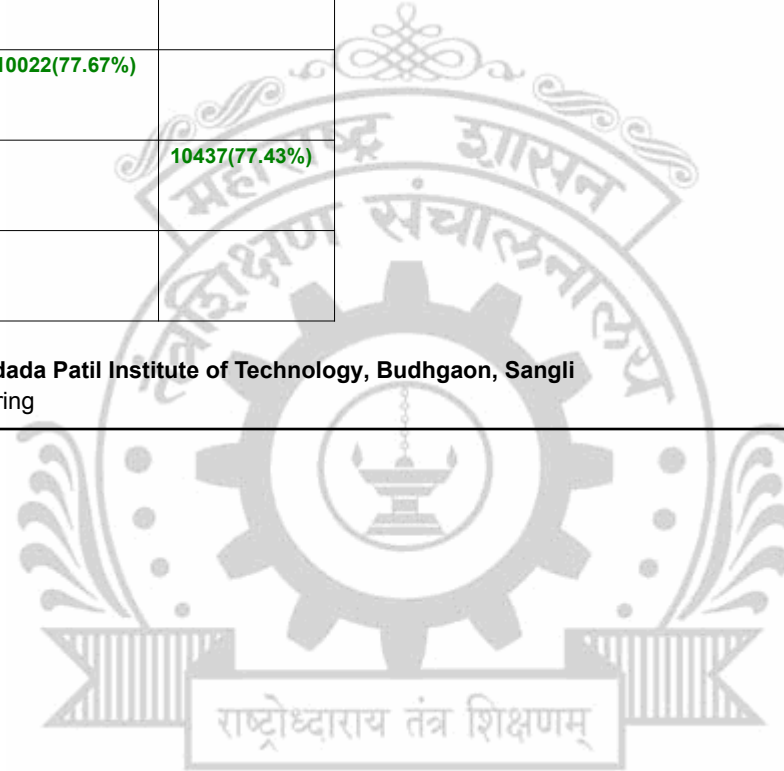 10022(77.67%)
10437(77.43%)
महाराष्ट्र शासन
तंत्रशिक्षण संचालनालय
dada Patil Institute of Technology, Budhgaon, Sangli
ring
राष्ट्रोध्दाराय तंत्र शिक्षणम्